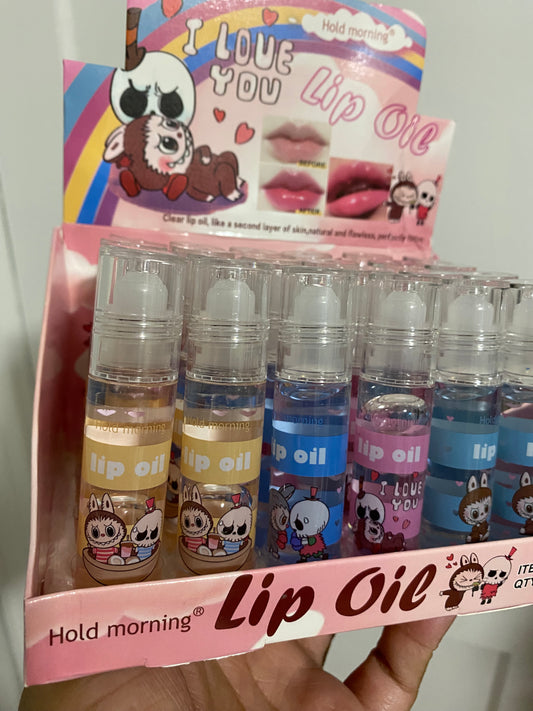 Hold morning®
I LOVE
YOU
Lip Oil
BEFORE
AFTER
Clear lip oil, like a second layer of skin,natural and flawless, perfectly
Hold morning
lip oil
Hold morning
lip oil
lip oil
lip oil
I LOVE
YOU
lip
lip
Hold morning®
Lip Oil
ITE
QTY